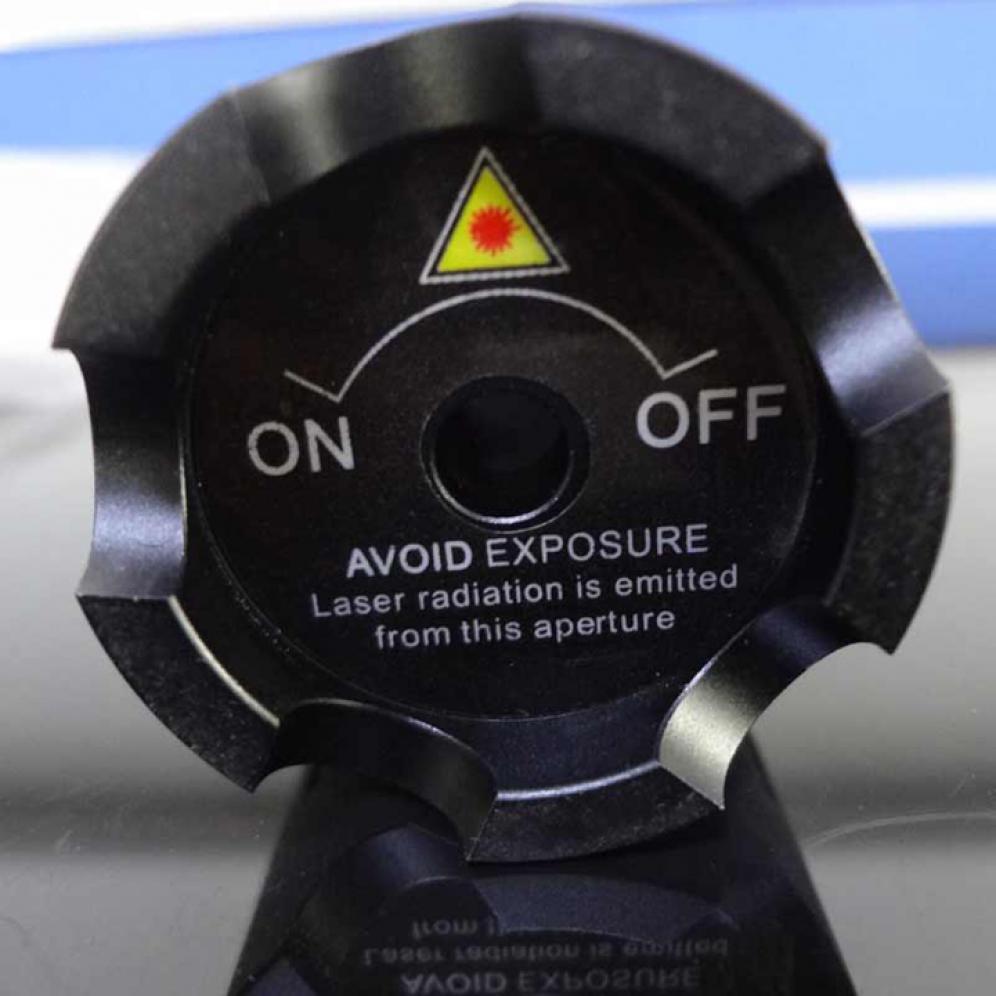 ON OFF
AVOID EXPOSURE
Laser radiation is emitted
from this aperture